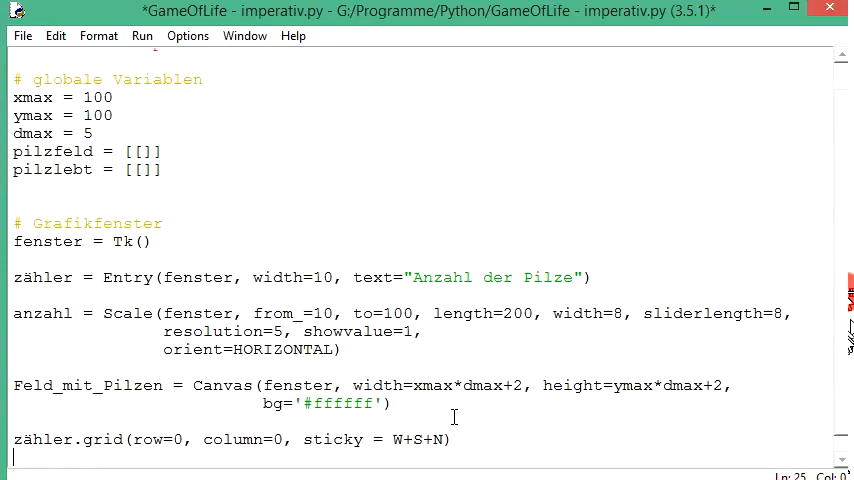 *GameOfLife - imperativ.py - G:/Programme/Python/GameOfLife - imperativ.py (3.5.1)*
File Edit Format Run Options Window Help
# globale Variablen
xmax = 100
ymax = 100
dmax = 5
pilzfeld = [[]]
pilzlebt = [[]]
# Grafikfenster
fenster = Tk()
zähler = Entry(fenster, width=10, text="Anzahl der Pilze")
anzahl = Scale(fenster, from_=10, to=100, length=200, width=8, sliderlength=8,
resolution=5, showvalue=1,
orient=HORIZONTAL)
Feld_mit_Pilzen = Canvas(fenster, width=xmax*dmax+2, height=ymax*dmax+2,
bg='#ffffff')
zähler.grid(row=0, column=0, sticky = W+S+N)
Ln: 25 Col: 0